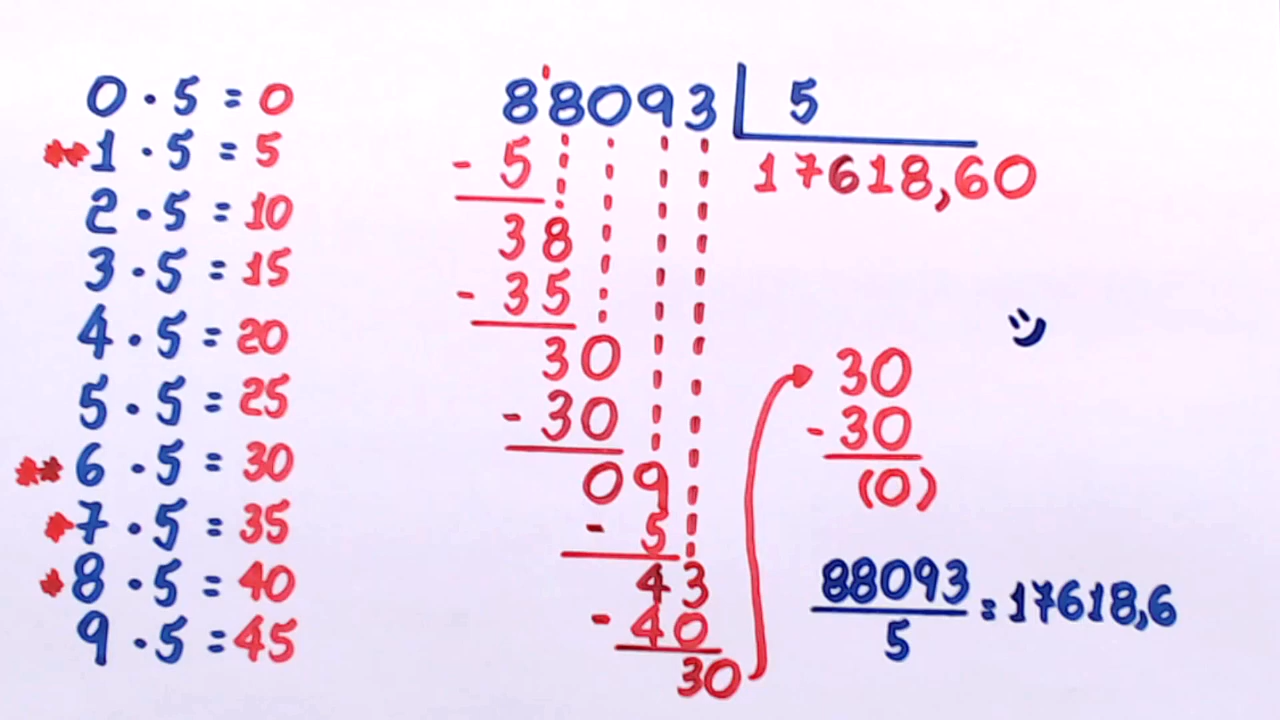 0 · 5 = 0
1 · 5 = 5
2 · 5 = 10
3 · 5 = 15
4 · 5 = 20
5 · 5 = 25
6 · 5 = 30
7 · 5 = 35
8 · 5 = 40
9 · 5 = 45
88093 5
- 5 17618,60
38
- 35
30
- 30
09
- 5
43
- 40
30
30
- 30
(0)
88093
= 17618,6
5